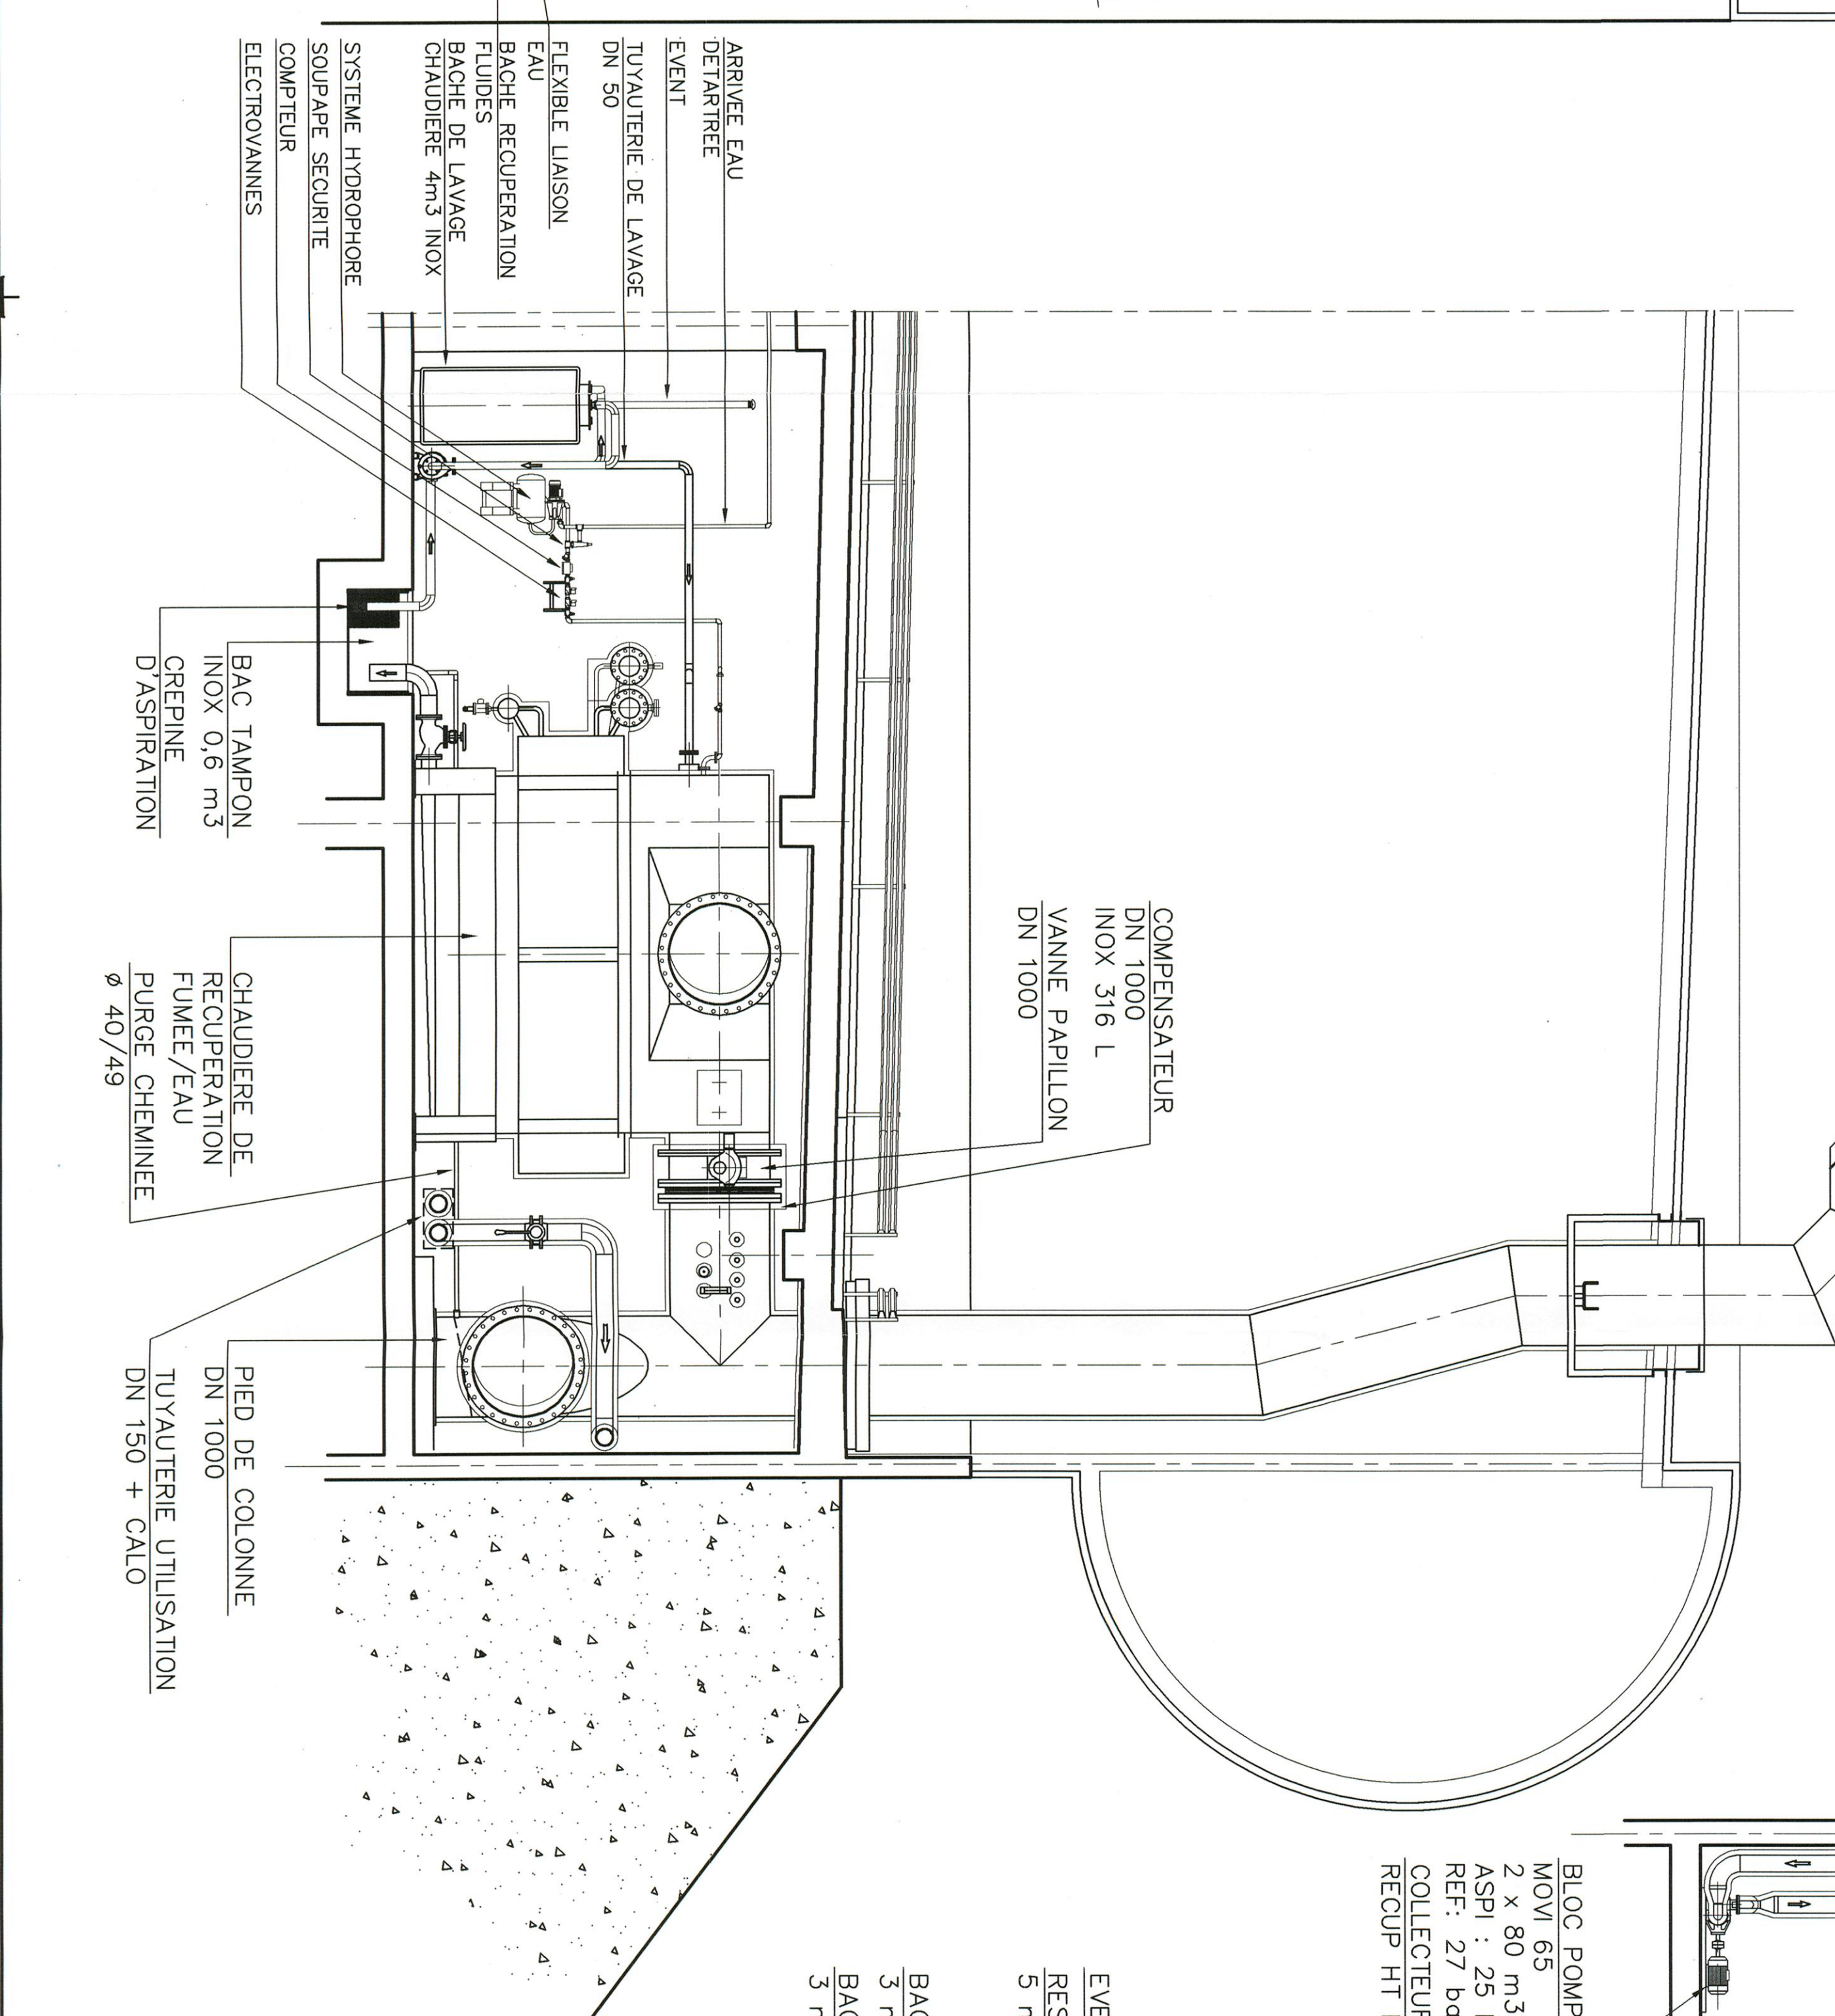 ARRIVEE EAU
DETARTREE
EVENT
TUYAUTERIE DE LAVAGE
DN 50
FLEXIBLE LIAISON
EAU
BACHE RECUPERATION
FLUIDES
BACHE DE LAVAGE
CHAUDIERE 4m3 INOX
SYSTEME HYDROPHORE
SOUPAPE SECURITE
COMPTEUR
ELECTROVANNES
BAC TAMPON
INOX 0,6 m3
CREPINE
D'ASPIRATION
COMPENSATEUR
DN 1000
INOX 316 L
VANNE PAPILLON
DN 1000
CHAUDIERE DE
RECUPERATION
FUMEE/EAU
PURGE CHEMINEE
ø 40/49
PIED DE COLONNE
DN 1000
TUYAUTERIE UTILISATION
DN 150 + CALO
BLOC POMP
MOVI 65
2 x 80 m3
ASPI : 25
REF: 27 ba
COLLECTEUR
RECUP HT
EVE
RES
5
BAC
3
BAC
3